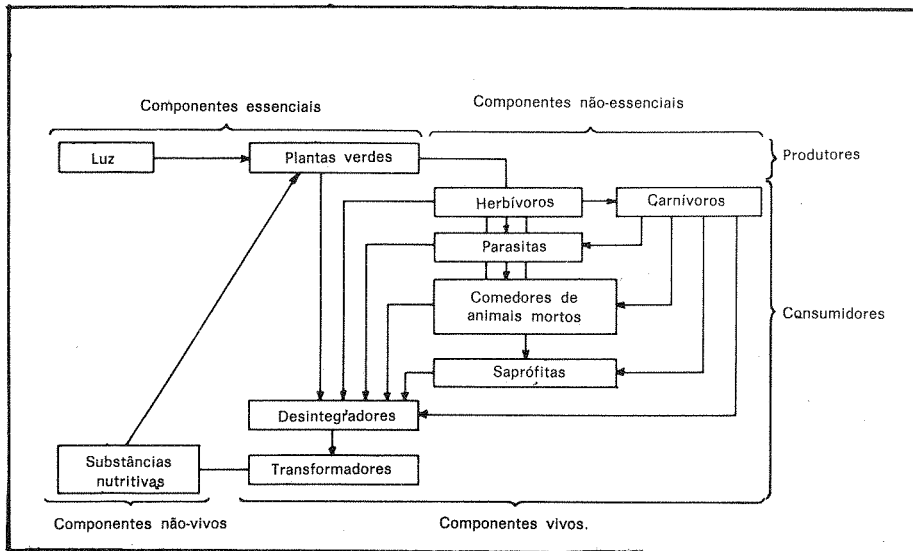 Componentes essenciais
Componentes não-essenciais
Luz
Plantas verdes
Produtores
Herbívoros
Carnívoros
Parasitas
Comedores de
animais mortos
Consumidores
Saprófitas
Desintegradores
Substâncias
nutritivas
Transformadores
Componentes não-vivos
Componentes vivos.